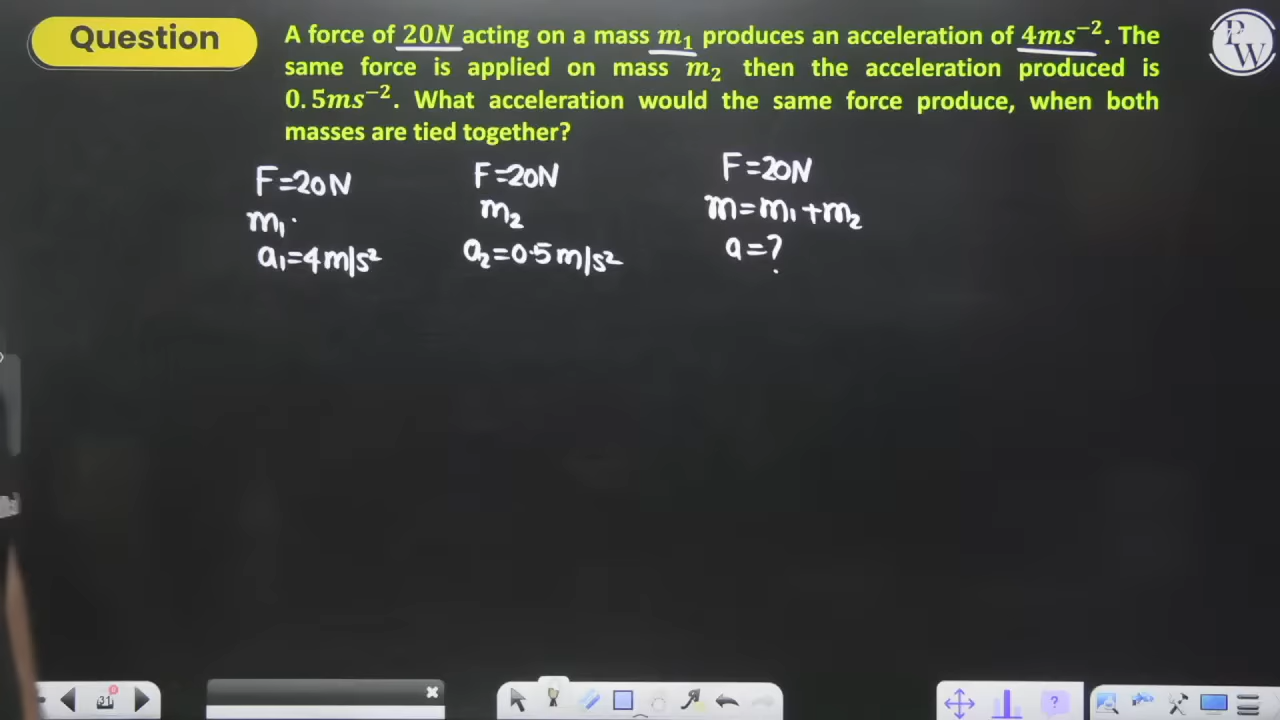 Question
A force of 20N acting on a mass m₁ produces an acceleration of 4ms⁻². The
same force is applied on mass m₂ then the acceleration produced is
0.5ms⁻². What acceleration would the same force produce, when both
masses are tied together?
PW
F=20N
m₁
a₁=4m/s²
F=20N
m₂
a₂=0.5m/s²
F=20N
m=m₁+m₂
a=?
31